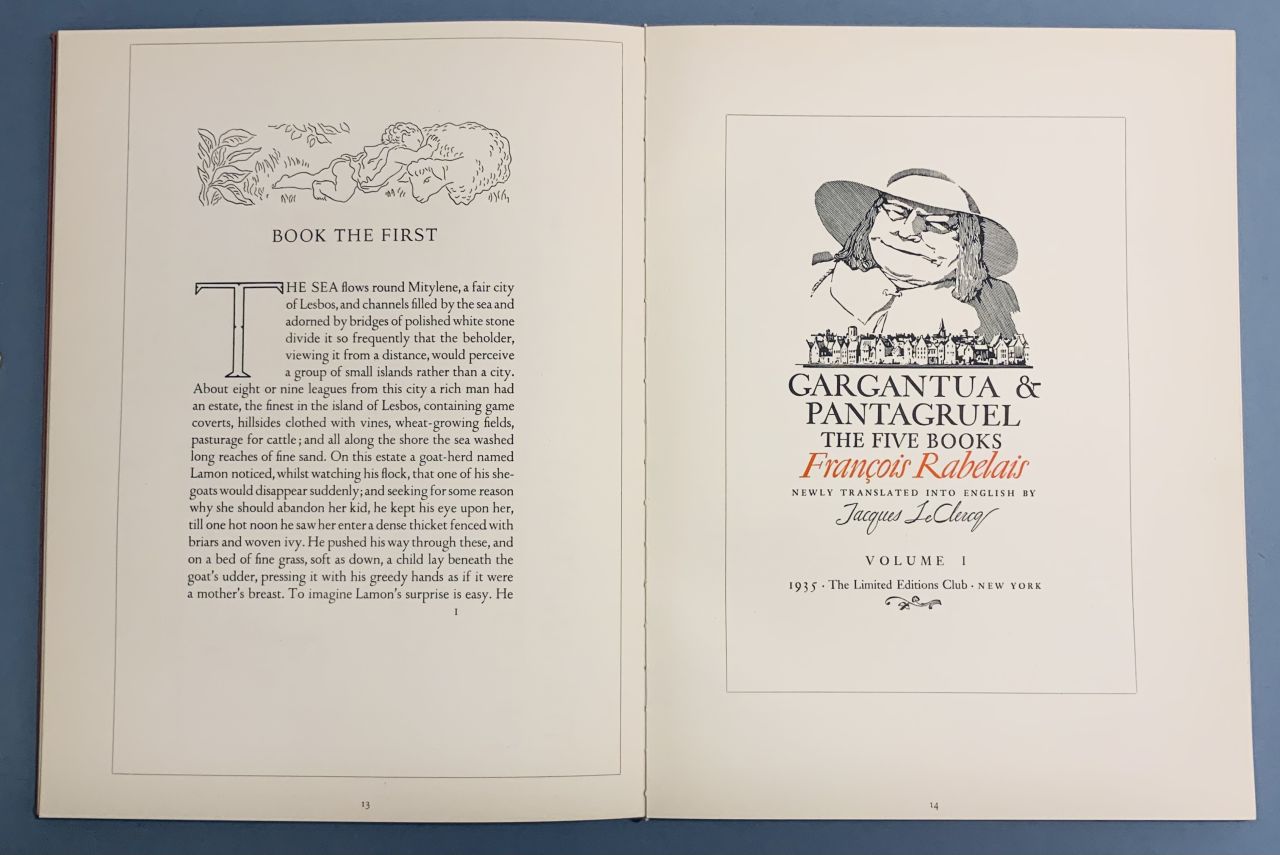 BOOK THE FIRST
THE SEA flows round Mitylene, a fair city
of Lesbos, and channels filled by the sea and
adorned by bridges of polished white stone
divide it so frequently that the beholder,
viewing it from a distance, would perceive
a group of small islands rather than a city.
About eight or nine leagues from this city a rich man had
an estate, the finest in the island of Lesbos, containing game
coverts, hillsides clothed with vines, wheat-growing fields,
pasturage for cattle; and all along the shore the sea washed
long reaches of fine sand. On this estate a goat-herd named
Lamon noticed, whilst watching his flock, that one of his she-
goats would disappear suddenly; and seeking for some reason
why she should abandon her kid, he kept his eye upon her,
till one hot noon he saw her enter a dense thicket fenced with
briars and woven ivy. He pushed his way through these, and
on a bed of fine grass, soft as down, a child lay beneath the
goat's udder, pressing it with his greedy hands as if it were
a mother's breast. To imagine Lamon's surprise is easy. He
1
13
GARGANTUA &
PANTAGRUEL
THE FIVE BOOKS
François Rabelais
NEWLY TRANSLATED INTO ENGLISH BY
Jacques LeClercq
VOLUME I
1935 · The Limited Editions Club · NEW YORK
14